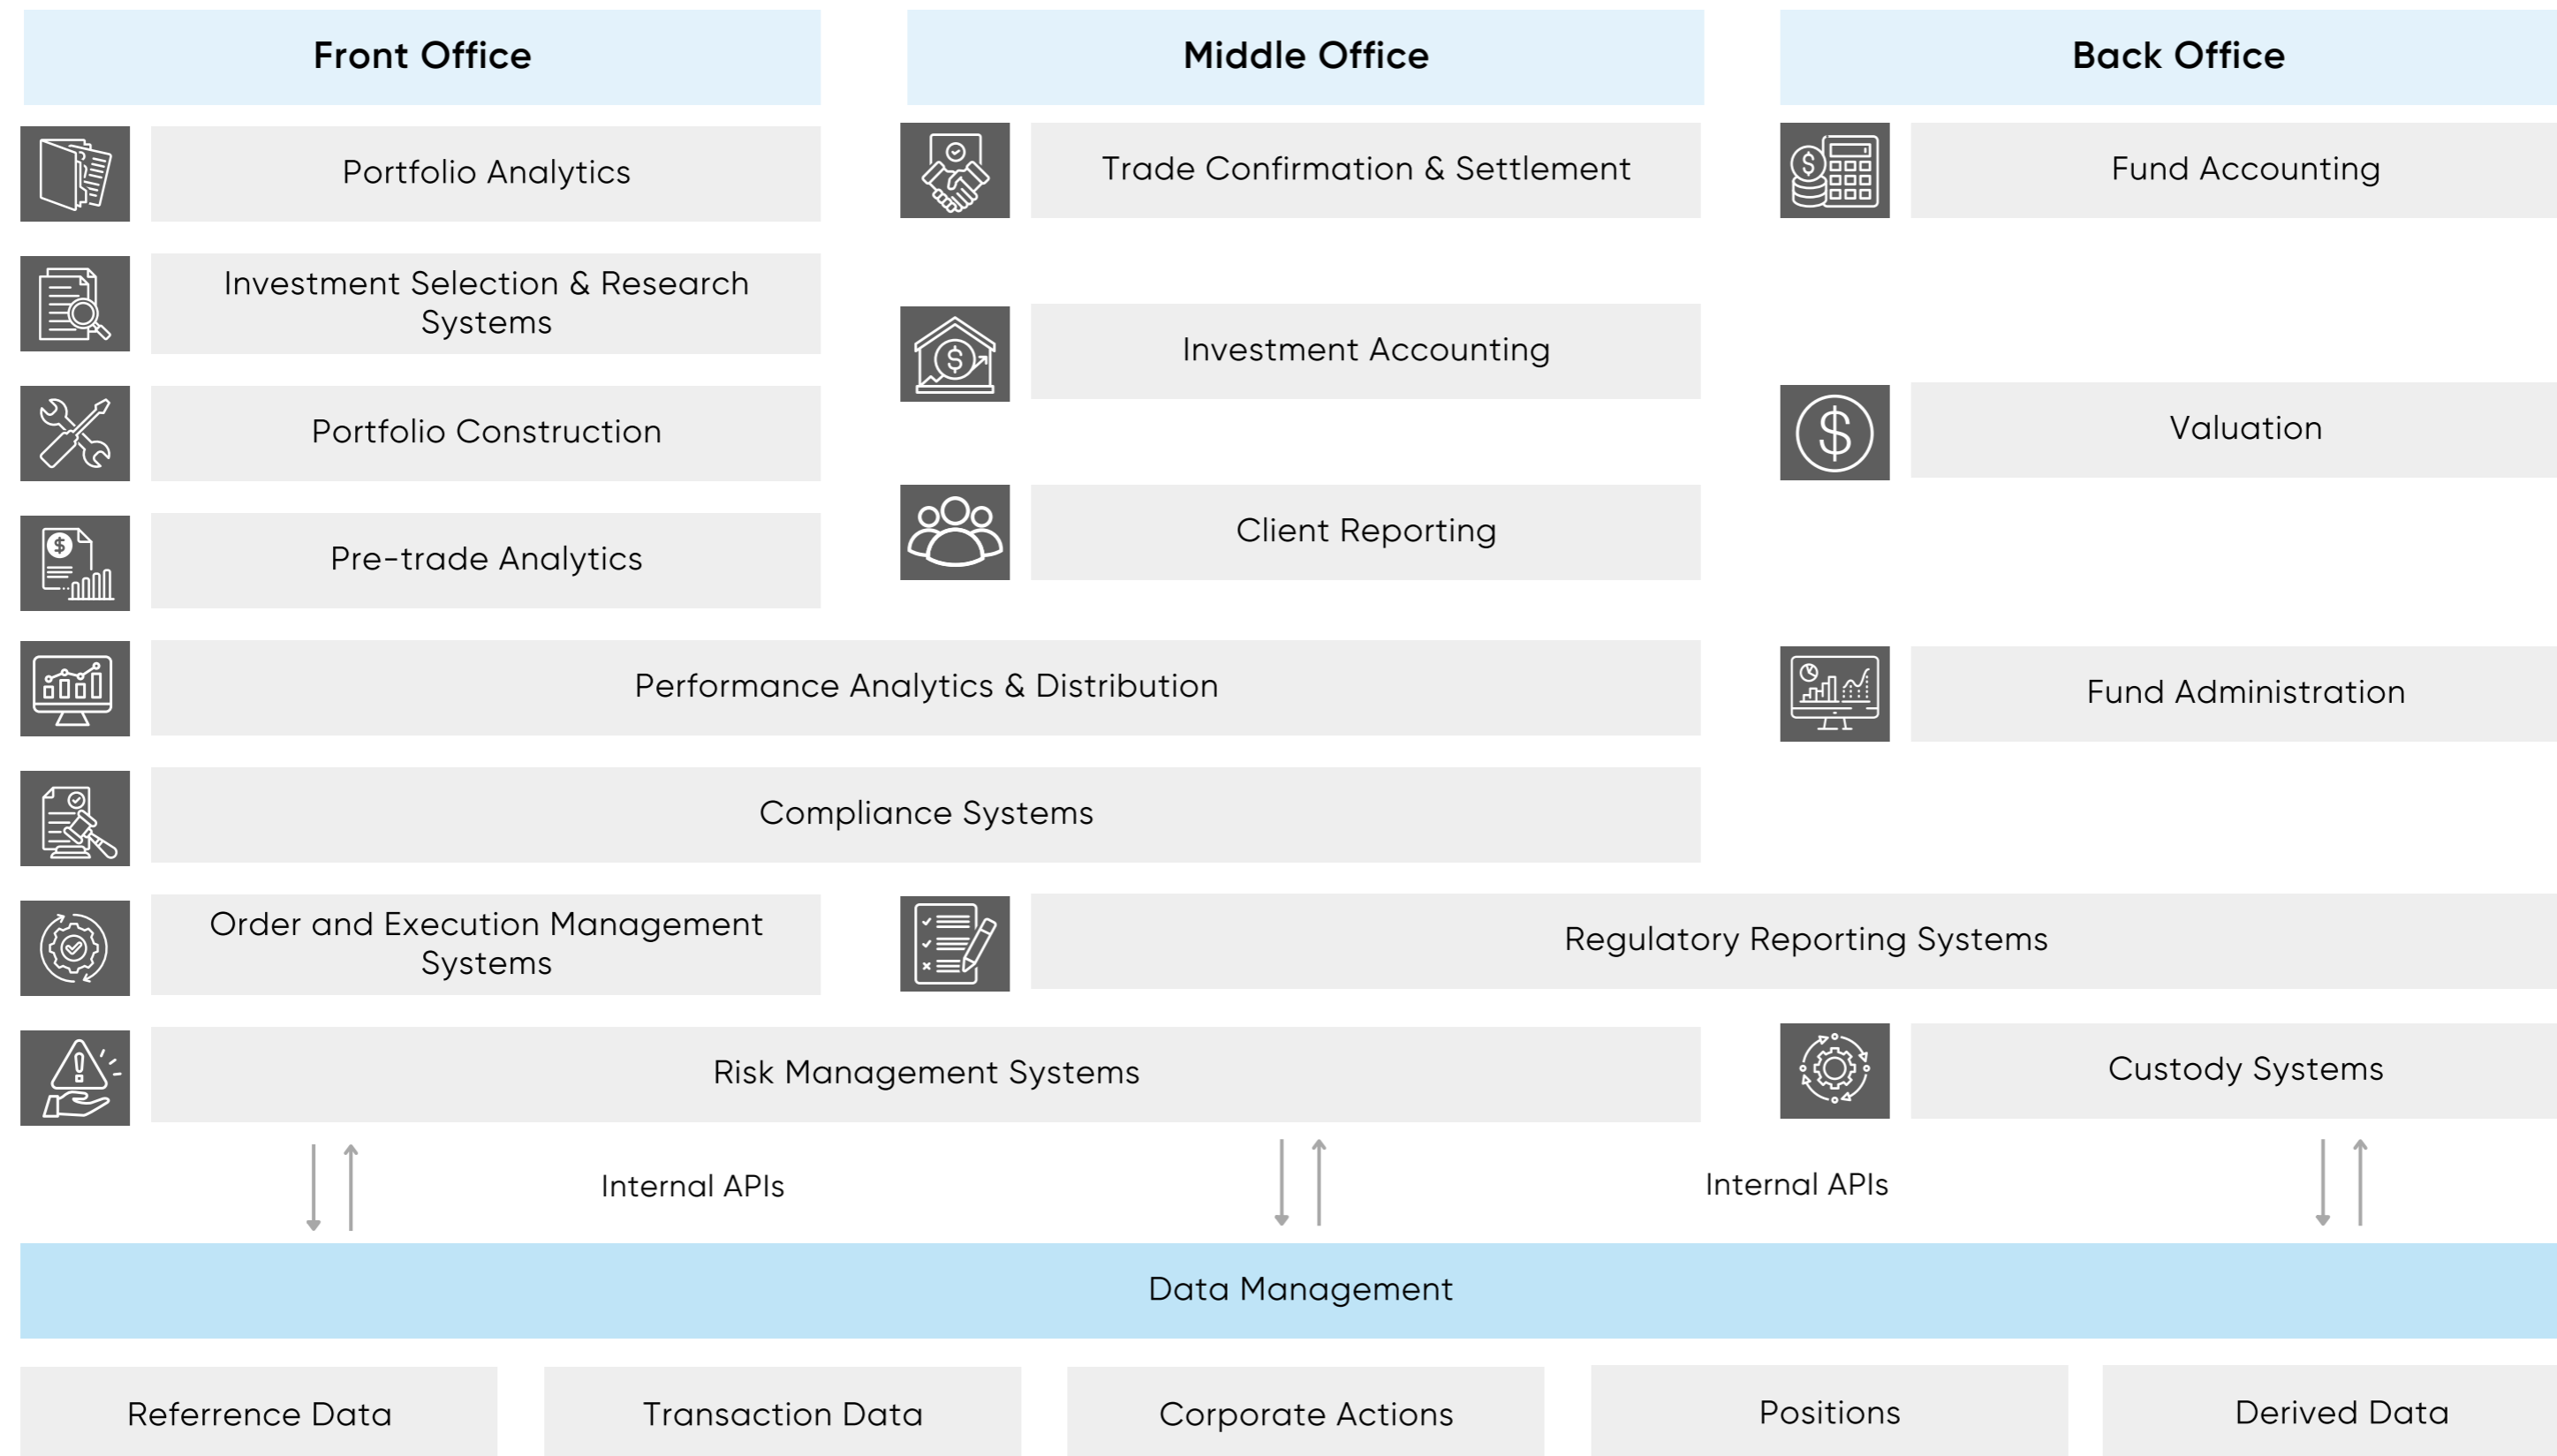 Front Office
Middle Office
Back Office
Portfolio Analytics
Trade Confirmation & Settlement
Fund Accounting
Investment Selection & Research
Systems
Investment Accounting
Portfolio Construction
Valuation
Client Reporting
Pre-trade Analytics
Performance Analytics & Distribution
Fund Administration
Compliance Systems
Order and Execution Management
Systems
Regulatory Reporting Systems
Risk Management Systems
Custody Systems
Internal APIs
Internal APIs
Data Management
Referrence Data
Transaction Data
Corporate Actions
Positions
Derived Data